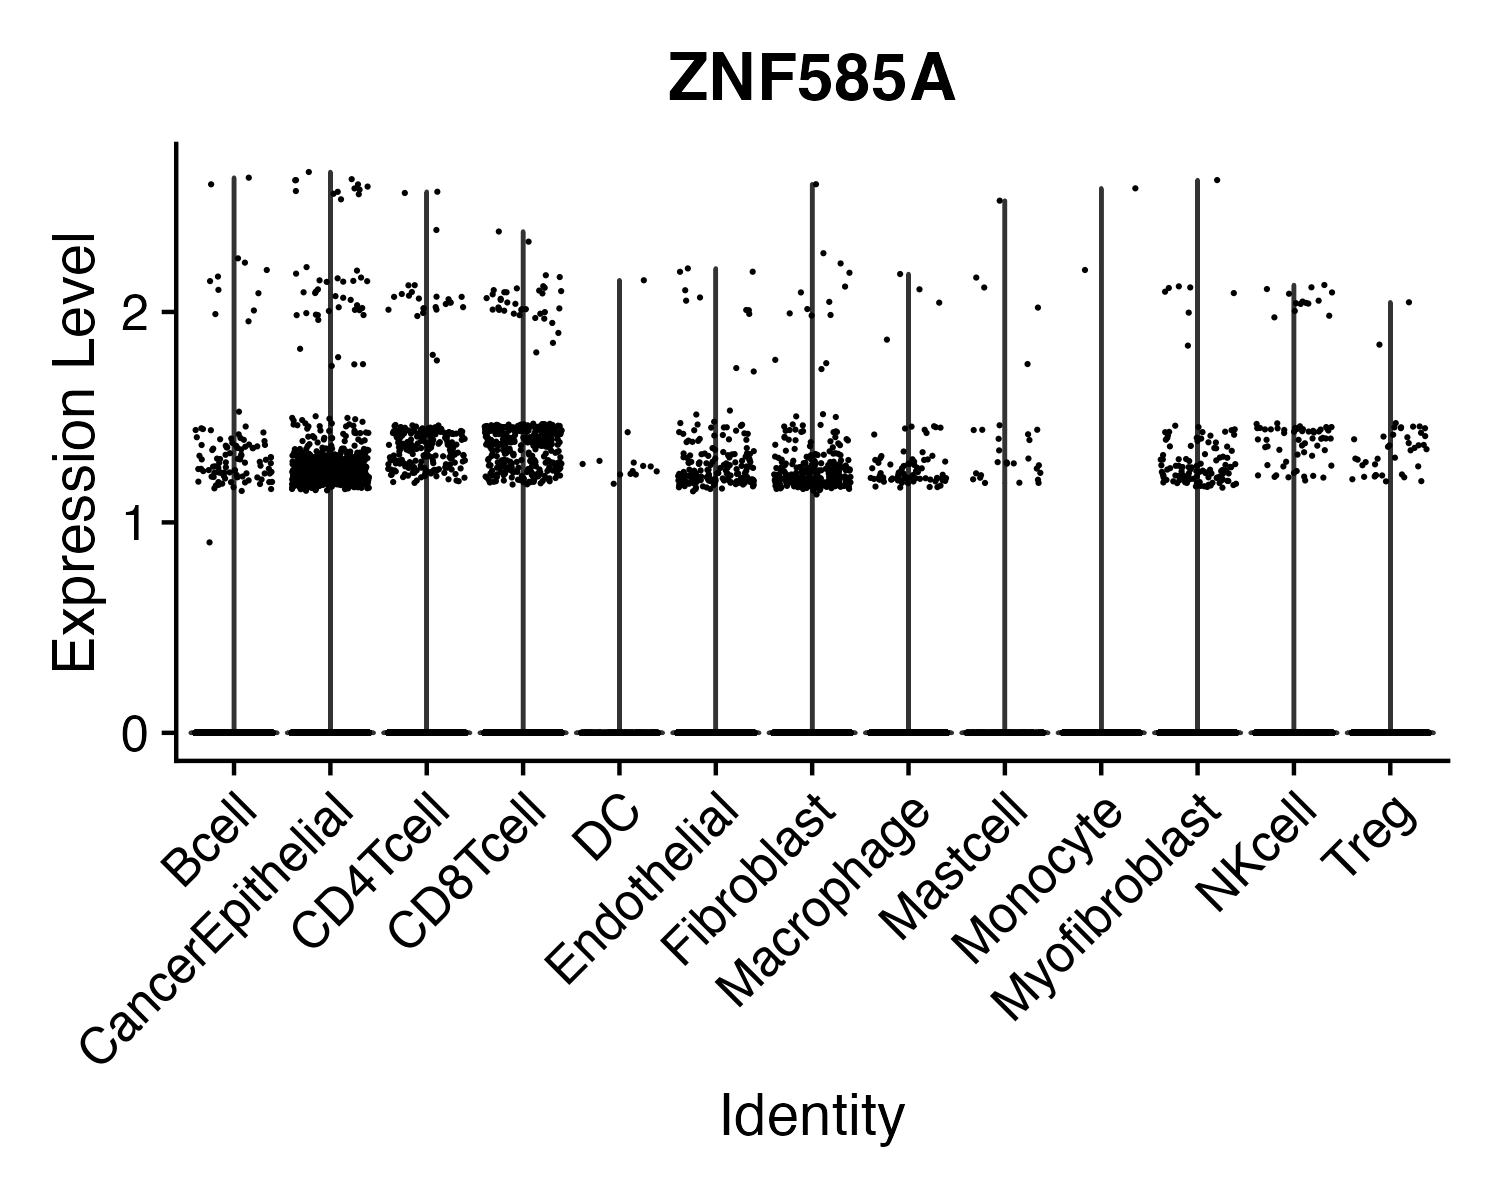 ZNF585A
Expression Level
2
1
0
Bcell
CancerEpithelial
CD4Tcell
CD8Tcell
DC
Endothelial
Fibroblast
Macrophage
Mastcell
Monocyte
Myofibroblast
NKcell
Treg
Identity